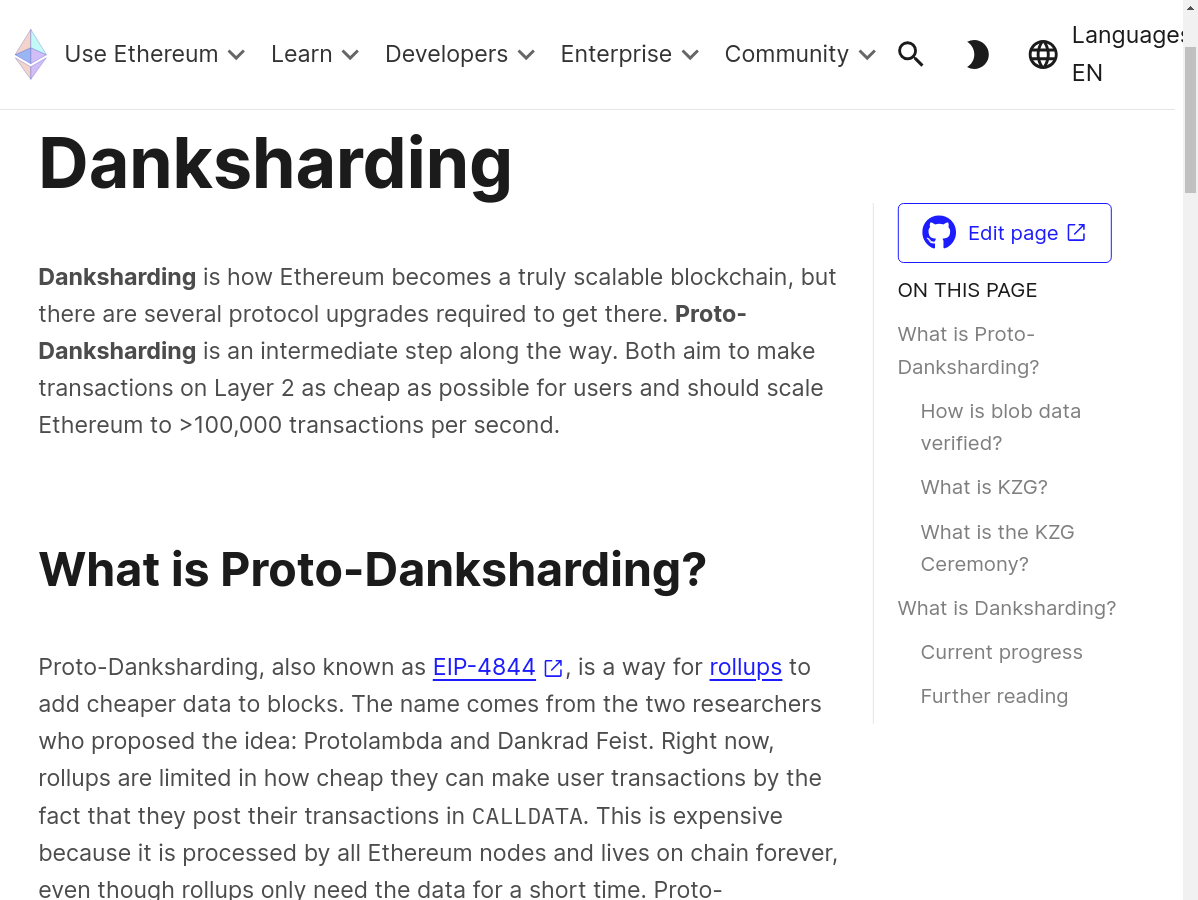 Use Ethereum
Learn
Developers
Enterprise
Community
Languages
EN
Danksharding
Danksharding is how Ethereum becomes a truly scalable blockchain, but
there are several protocol upgrades required to get there. Proto-
Danksharding is an intermediate step along the way. Both aim to make
transactions on Layer 2 as cheap as possible for users and should scale
Ethereum to >100,000 transactions per second.
What is Proto-Danksharding?
Proto-Danksharding, also known as EIP-4844, is a way for rollups to
add cheaper data to blocks. The name comes from the two researchers
who proposed the idea: Protolambda and Dankrad Feist. Right now,
rollups are limited in how cheap they can make user transactions by the
fact that they post their transactions in CALLDATA. This is expensive
because it is processed by all Ethereum nodes and lives on chain forever,
even though rollups only need the data for a short time. Proto-
Edit page
ON THIS PAGE
What is Proto-
Danksharding?
How is blob data
verified?
What is KZG?
What is the KZG
Ceremony?
What is Danksharding?
Current progress
Further reading